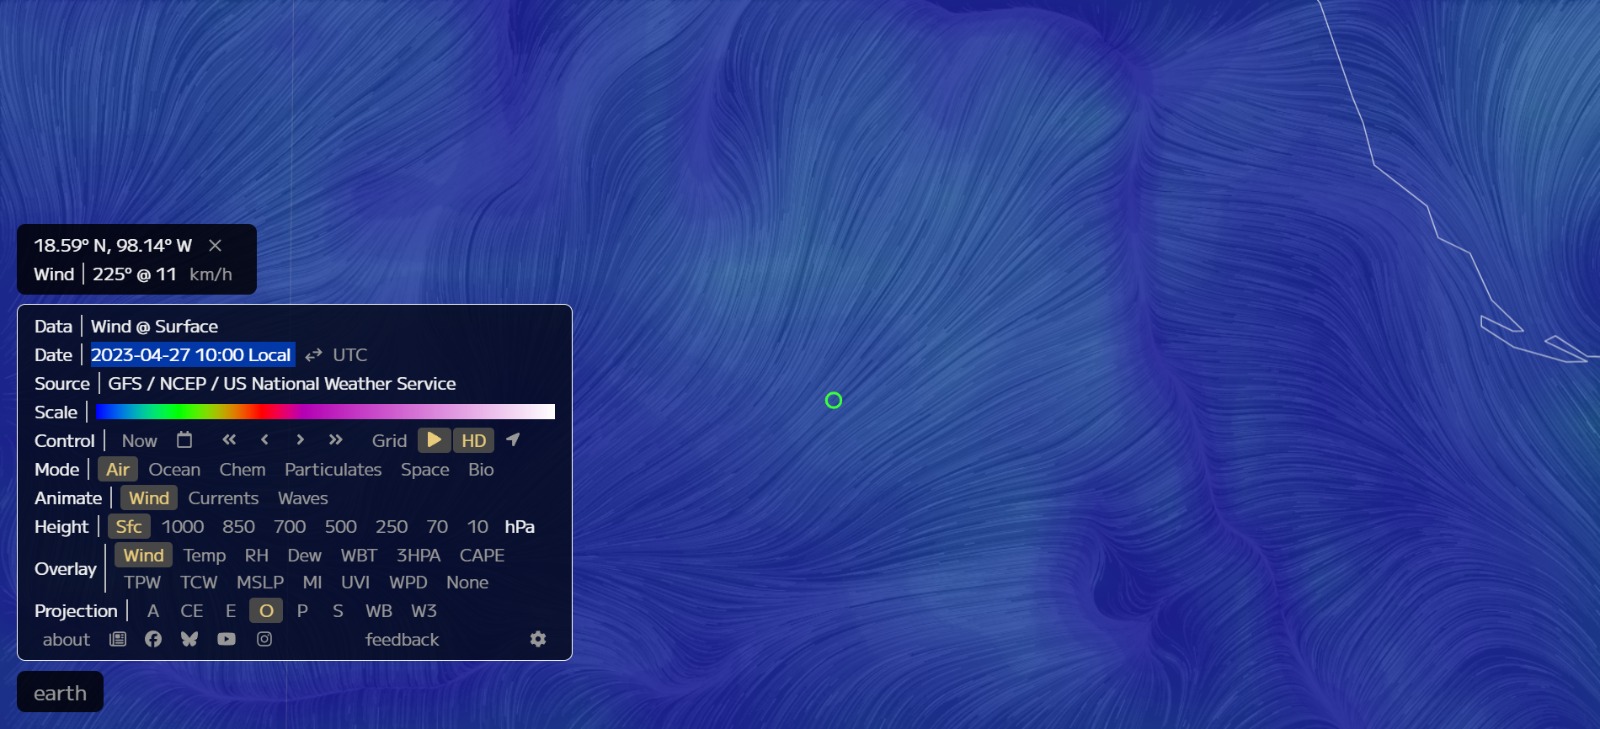 18.59° N, 98.14° W ×
Wind | 225° @ 11 km/h
Data | Wind @ Surface
Date | 2023-04-27 10:00 Local ⇄ UTC
Source | GFS / NCEP / US National Weather Service
Scale |
Control | Now « ‹ › » Grid ▶ HD
Mode | Air Ocean Chem Particulates Space Bio
Animate | Wind Currents Waves
Height | Sfc 1000 850 700 500 250 70 10 hPa
Overlay | Wind Temp RH Dew WBT 3HPA CAPE
TPW TCW MSLP MI UVI WPD None
Projection | A CE E O P S WB W3
about feedback
earth